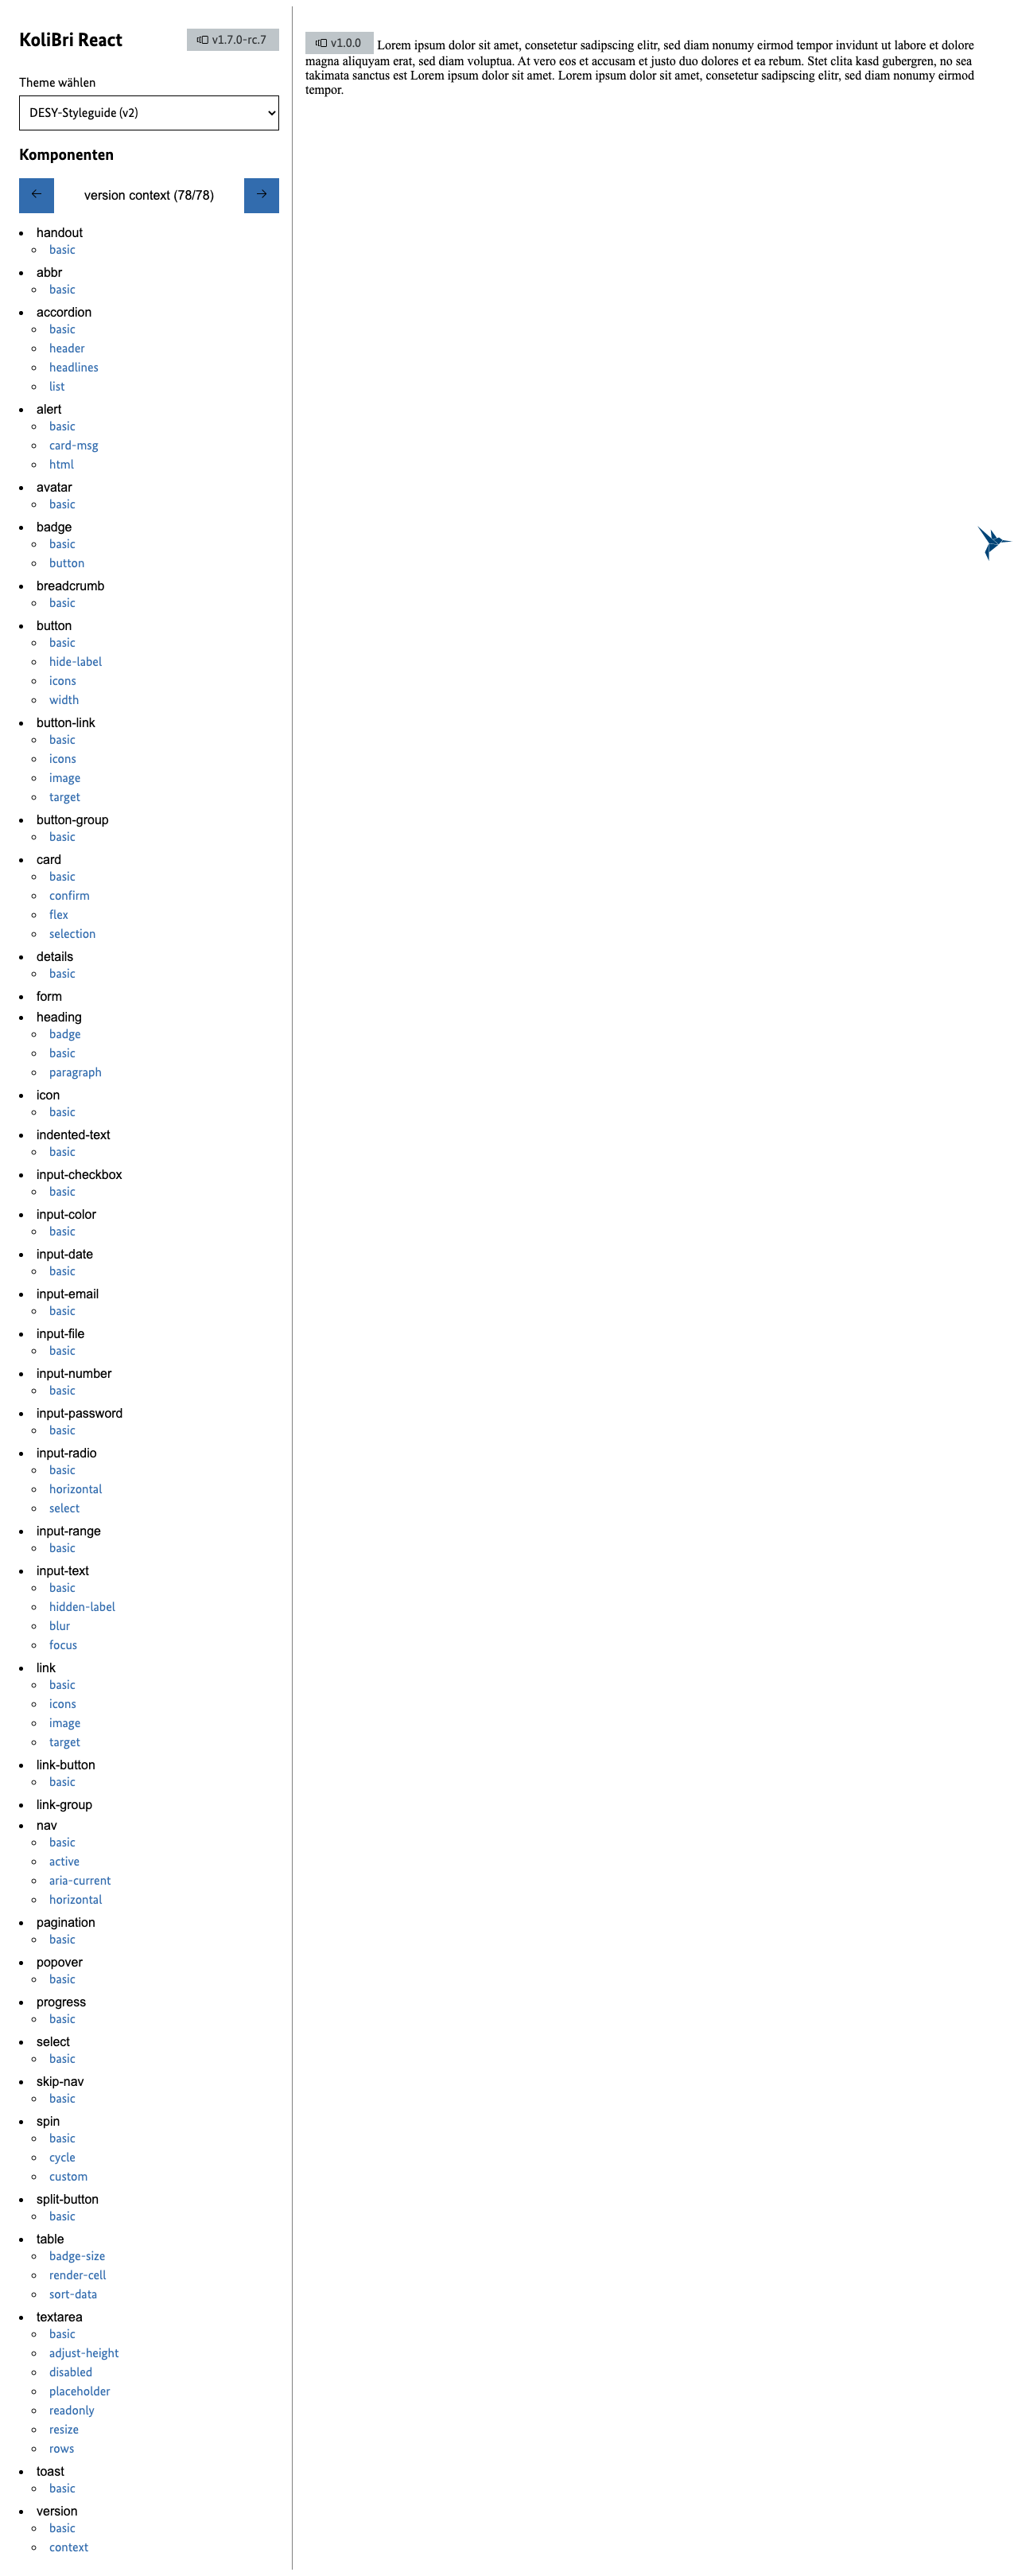 KoliBri React
v1.7.0-rc.7
Theme wählen
DESY-Styleguide (v2)
Komponenten
version context (78/78)
handout
basic
abbr
basic
accordion
basic
header
headlines
list
alert
basic
card-msg
html
avatar
basic
badge
basic
button
breadcrumb
basic
button
basic
hide-label
icons
width
button-link
basic
icons
image
target
button-group
basic
card
basic
confirm
flex
selection
details
basic
form
heading
badge
basic
paragraph
icon
basic
indented-text
basic
input-checkbox
basic
input-color
basic
input-date
basic
input-email
basic
input-file
basic
input-number
basic
input-password
basic
input-radio
basic
horizontal
select
input-range
basic
input-text
basic
hidden-label
blur
focus
link
basic
icons
image
target
link-button
basic
link-group
nav
basic
active
aria-current
horizontal
pagination
basic
popover
basic
progress
basic
select
basic
skip-nav
basic
spin
basic
cycle
custom
split-button
basic
table
badge-size
render-cell
sort-data
textarea
basic
adjust-height
disabled
placeholder
readonly
resize
rows
toast
basic
version
basic
context
v1.0.0 Lorem ipsum dolor sit amet, consetetur sadipscing elitr, sed diam nonumy eirmod tempor invidunt ut labore et dolore
magna aliquyam erat, sed diam voluptua. At vero eos et accusam et justo duo dolores et ea rebum. Stet clita kasd gubergren, no sea
takimata sanctus est Lorem ipsum dolor sit amet. Lorem ipsum dolor sit amet, consetetur sadipscing elitr, sed diam nonumy eirmod
tempor.